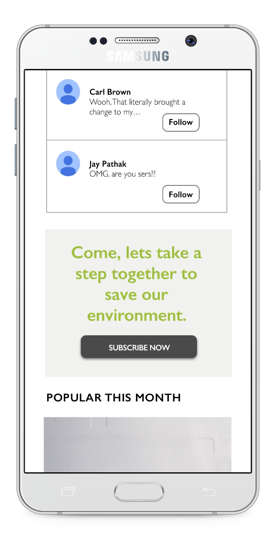 SAMSUNG
Carl Brown
Wooh, That literally brought a
change to my...
Follow
Jay Pathak
OMG. are you sers??
Follow
Come, lets take a
step together to
save our
environment.
SUBSCRIBE NOW
POPULAR THIS MONTH